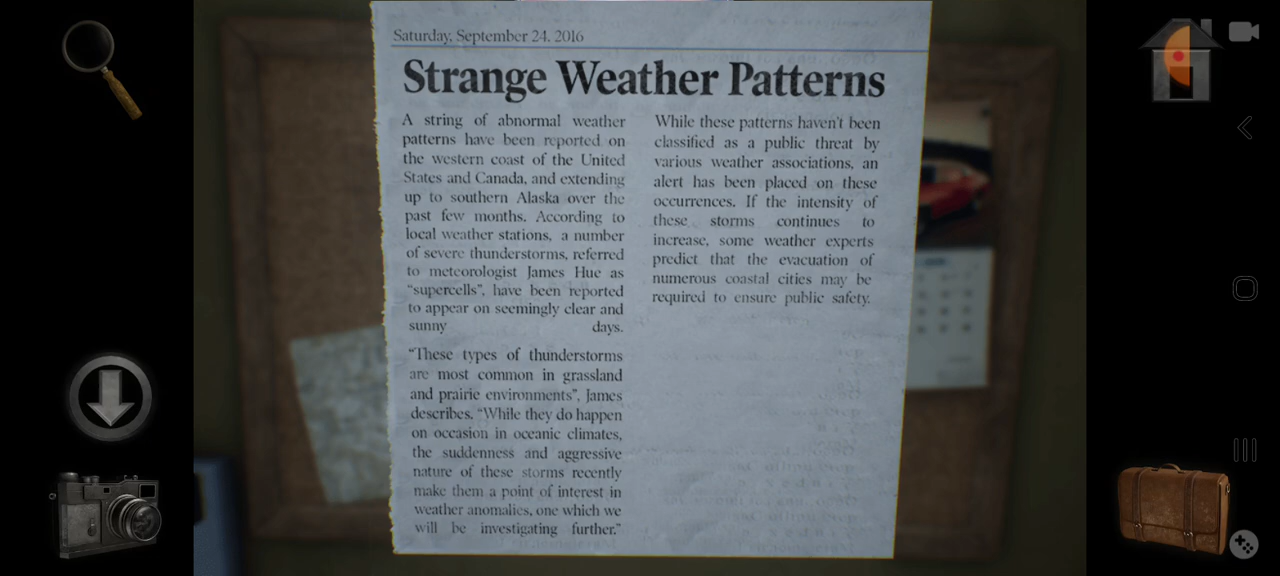 Saturday, September 24, 2016
Strange Weather Patterns
A string of abnormal weather
patterns have been reported on
the western coast of the United
States and Canada, and extending
up to southern Alaska over the
past few months. According to
local weather stations, a number
of severe thunderstorms, referred
to meteorologist James Hue as
“supercells”, have been reported
to appear on seemingly clear and
sunny days.
“These types of thunderstorms
are most common in grassland
and prairie environments”, James
describes. “While they do happen
on occasion in oceanic climates,
the suddenness and aggressive
nature of these storms recently
make them a point of interest in
weather anomalies, one which we
will be investigating further.”
While these patterns haven't been
classified as a public threat by
various weather associations, an
alert has been placed on these
occurrences. If the intensity of
these storms continues to
increase, some weather experts
predict that the evacuation of
numerous coastal cities may be
required to ensure public safety.